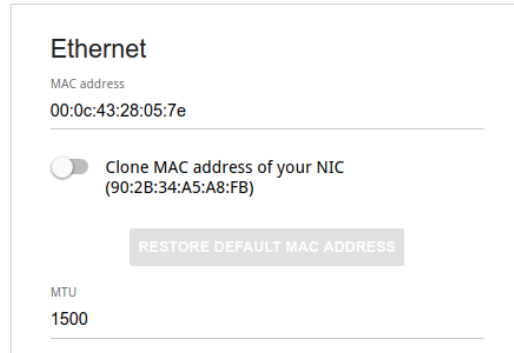 Ethernet
MAC address
00:0c:43:28:05:7e
Clone MAC address of your NIC
(90:2B:34:A5:A8:FB)
RESTORE DEFAULT MAC ADDRESS
MTU
1500